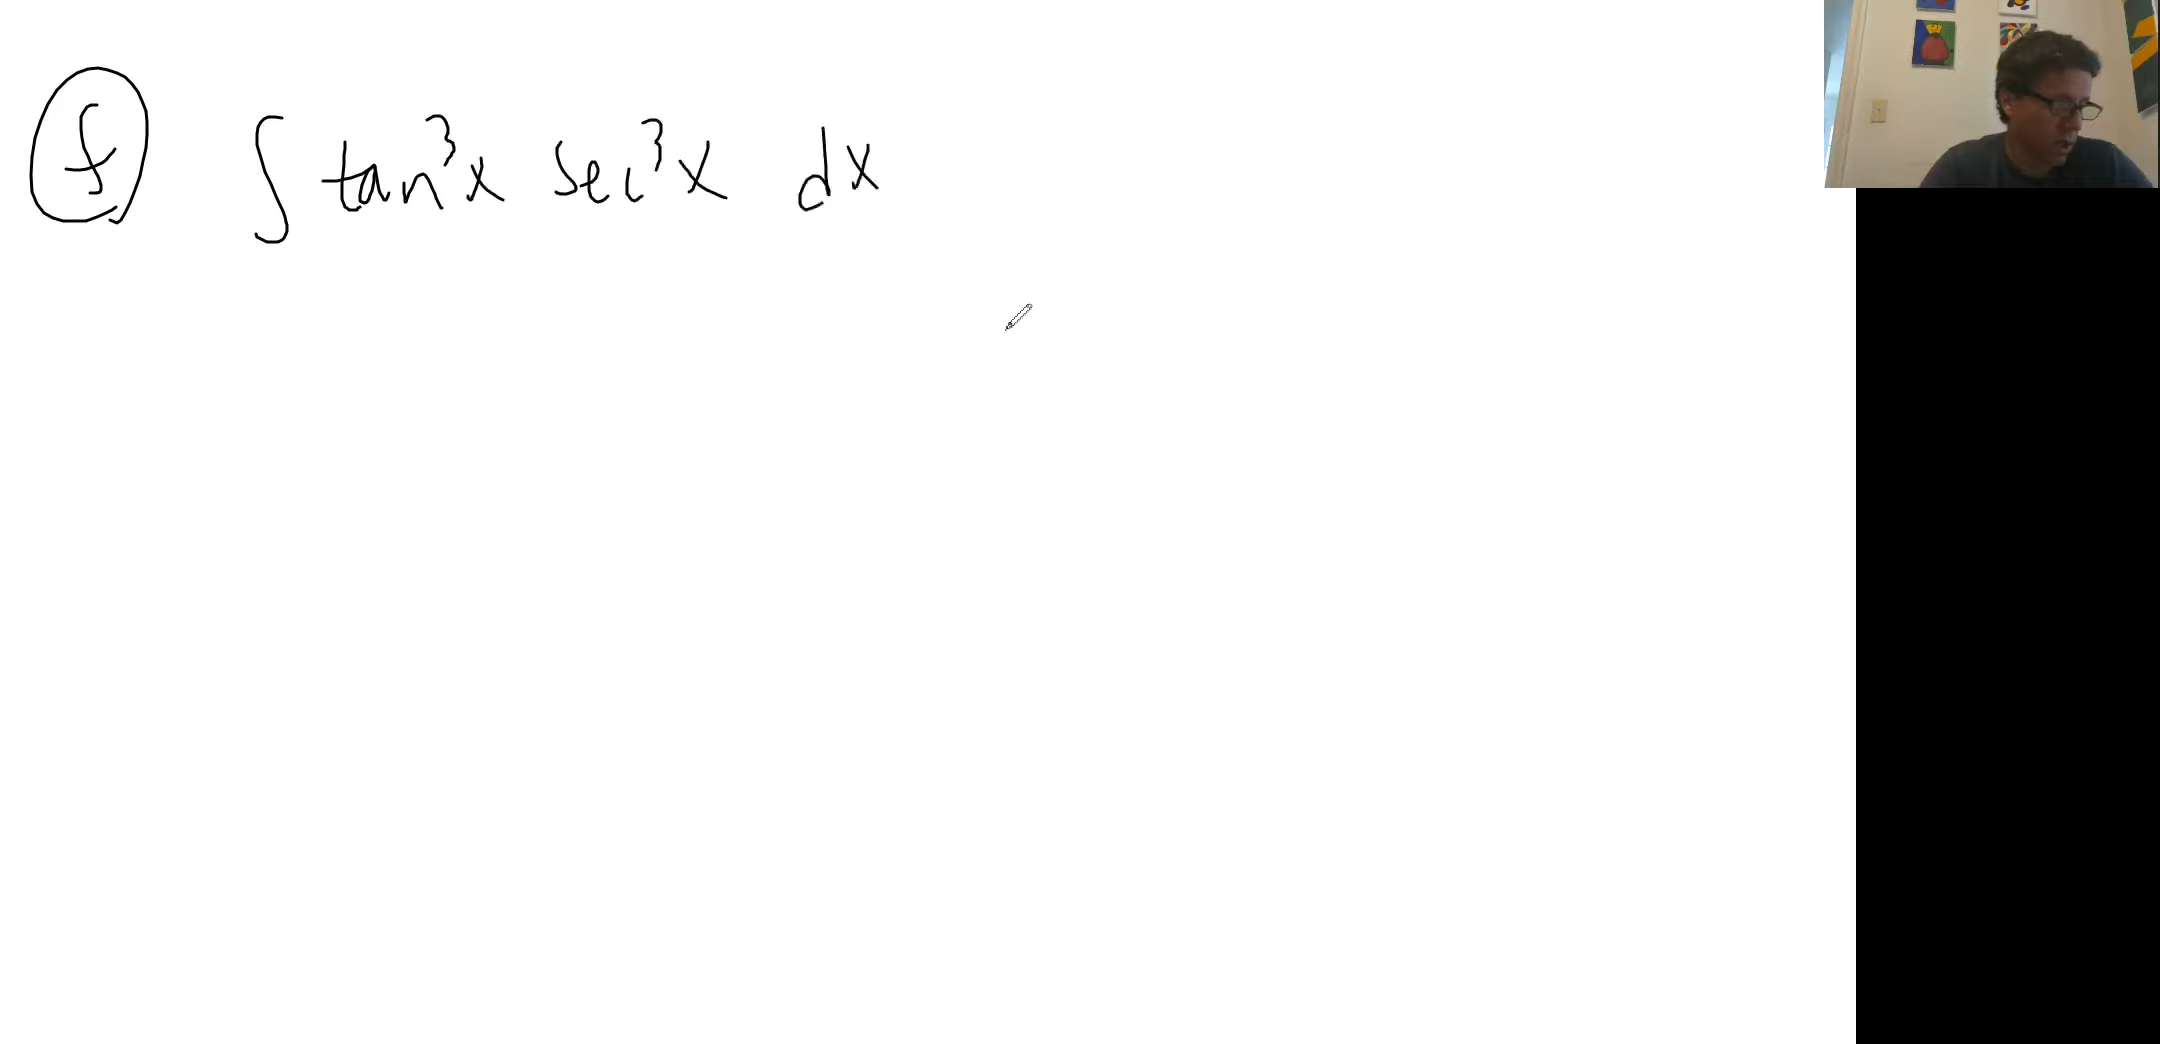 f ∫ tan³x sec³x dx